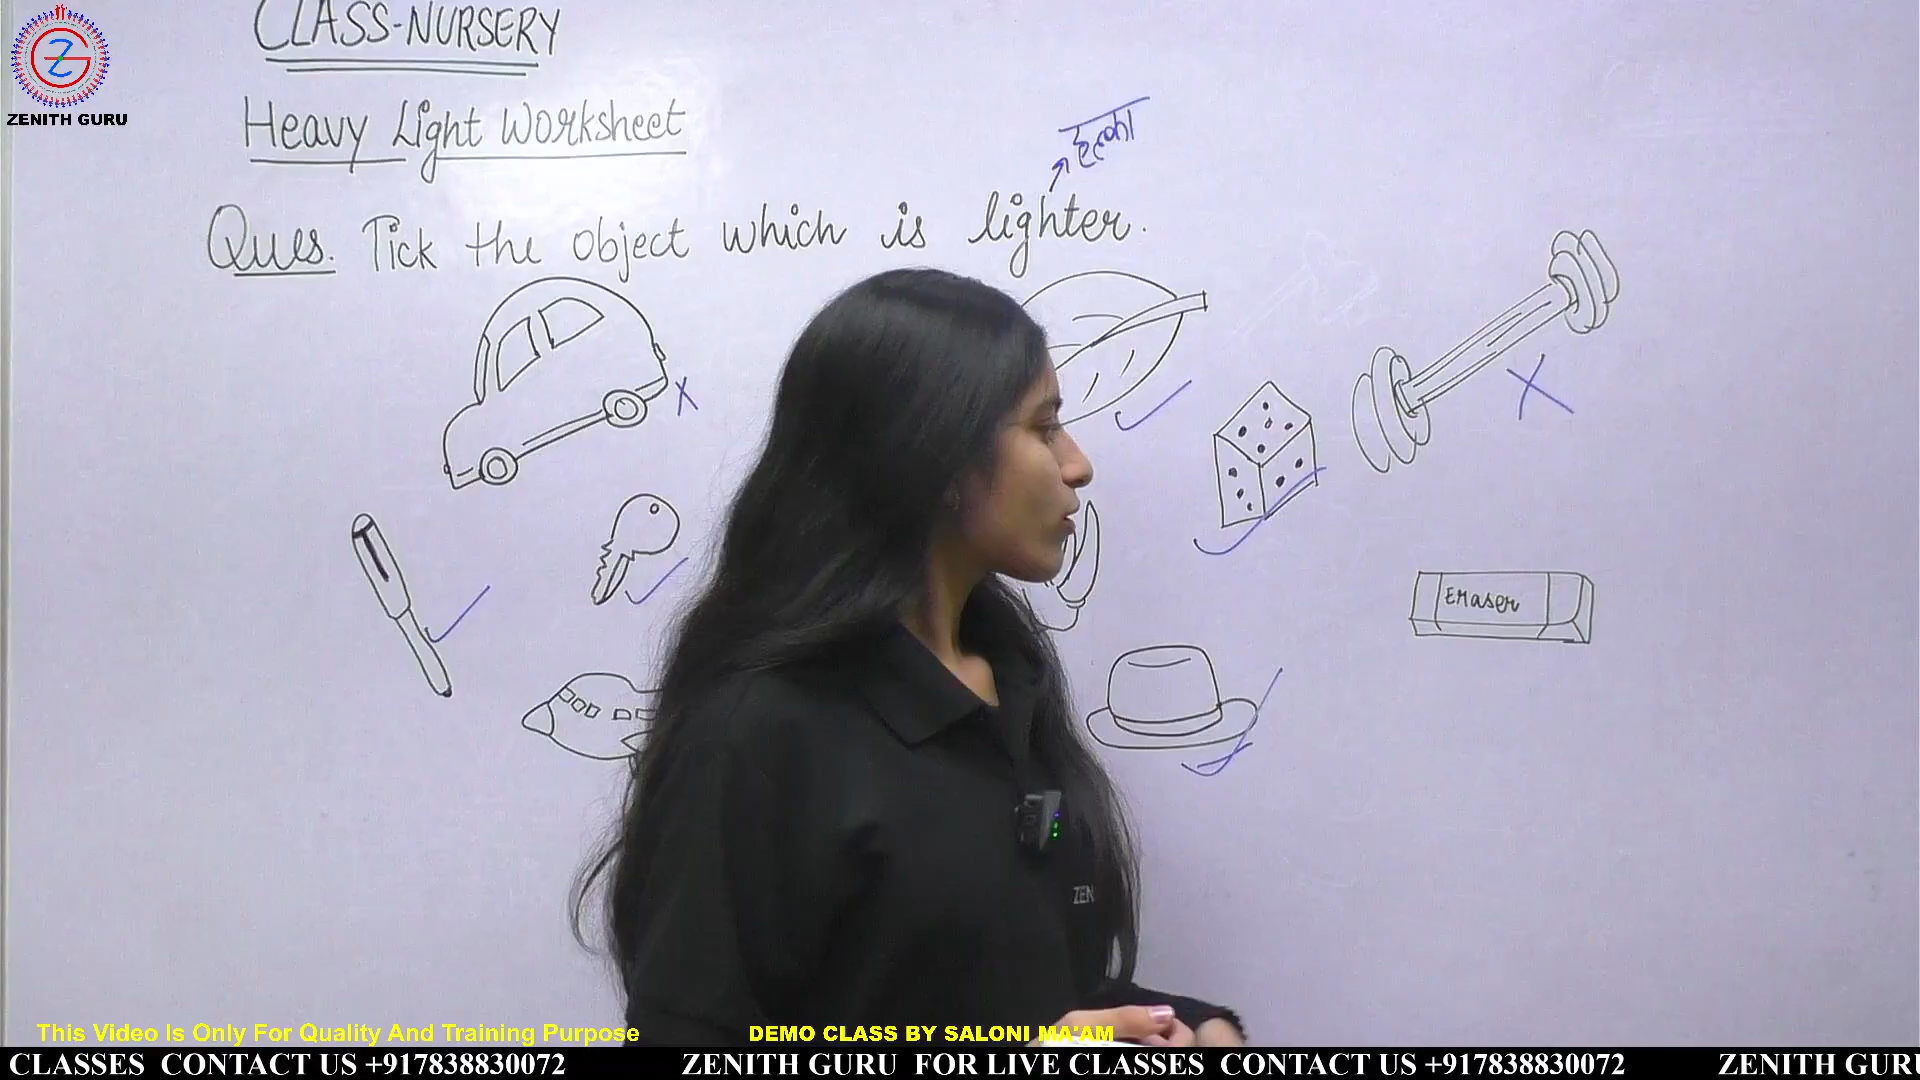 CLASS-NURSERY
ZENITH GURU
Heavy Light Worksheet
हल्का
Ques. Tick the object which is lighter.
Eraser
ZEN
This Video Is Only For Quality And Training Purpose
DEMO CLASS BY SALONI MA'AM
CLASSES CONTACT US +917838830072 ZENITH GURU FOR LIVE CLASSES CONTACT US +917838830072 ZENITH GURU